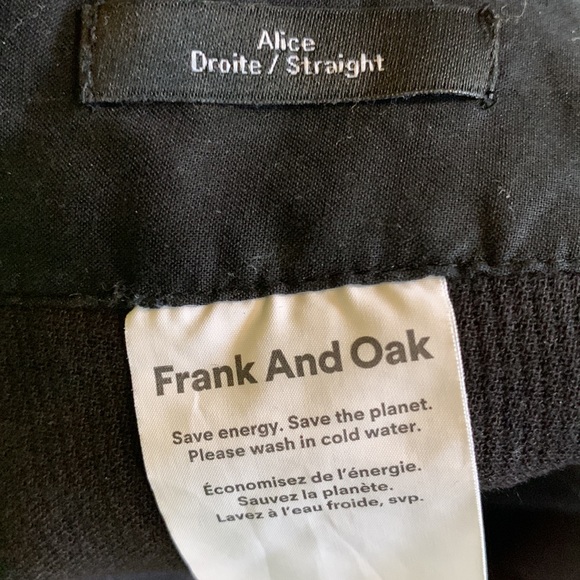 Alice
Droite / Straight
Frank And Oak
Save energy. Save the planet.
Please wash in cold water.
Économisez de l'énergie.
Sauvez la planète.
Lavez à l'eau froide, svp.